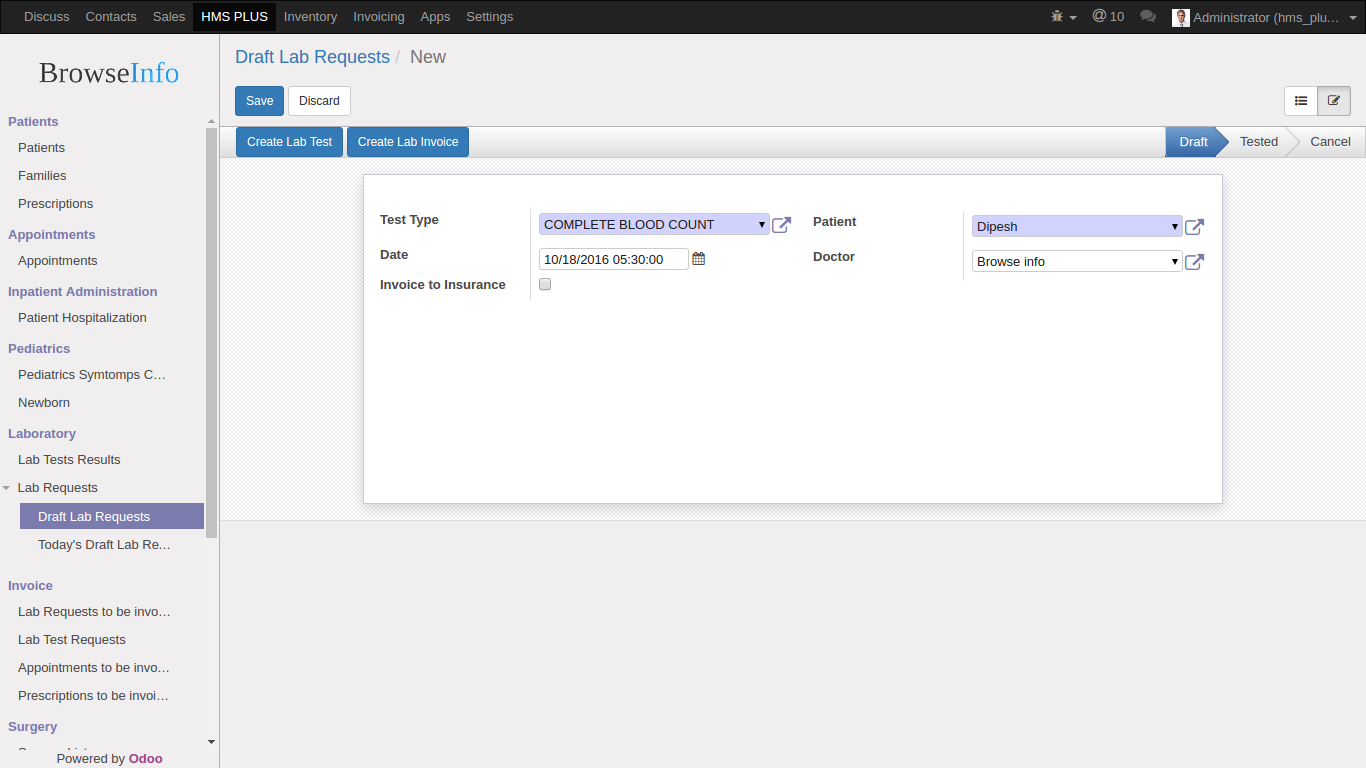 Discuss Contacts Sales HMS PLUS Inventory Invoicing Apps Settings @ 10 Administrator (hms_plu...
BrowseInfo
Patients
Patients
Families
Prescriptions
Appointments
Appointments
Inpatient Administration
Patient Hospitalization
Pediatrics
Pediatrics Symtomps C...
Newborn
Laboratory
Lab Tests Results
Lab Requests
Draft Lab Requests
Today's Draft Lab Re...
Invoice
Lab Requests to be invo...
Lab Test Requests
Appointments to be invo...
Prescriptions to be invoi...
Surgery
Powered by Odoo
Draft Lab Requests / New
Save Discard
Create Lab Test Create Lab Invoice Draft Tested Cancel
Test Type COMPLETE BLOOD COUNT
Date 10/18/2016 05:30:00
Invoice to Insurance
Patient Dipesh
Doctor Browse info